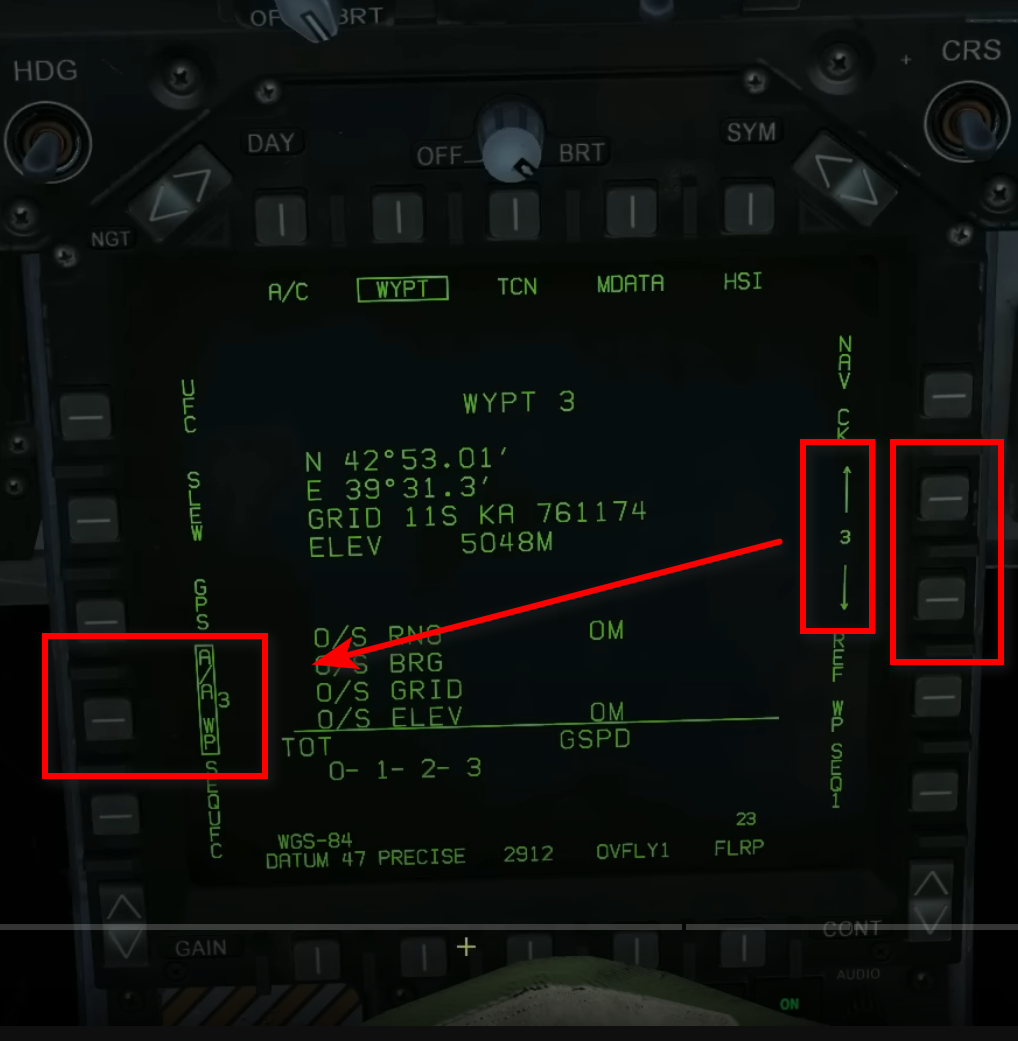 OFF BRT
HDG
CRS
DAY
OFF
BRT
SYM
NGT
A/C WYPT TCN MDATA HSI
UFC
SLEW
GPS
A/A WP
3
SEQUFC
WYPT 3
N 42°53.01′
E 39°31.3′
GRID 11S KA 761174
ELEV 5048M
O/S RNG 0M
O/S BRG
O/S GRID
O/S ELEV 0M
TOT GSPD
0- 1- 2- 3
NAV CK
3
REF WP
SEQ1
23
WGS-84
DATUM 47 PRECISE 2912 OVFLY1 FLRP
GAIN
CONT
AUDIO
ON